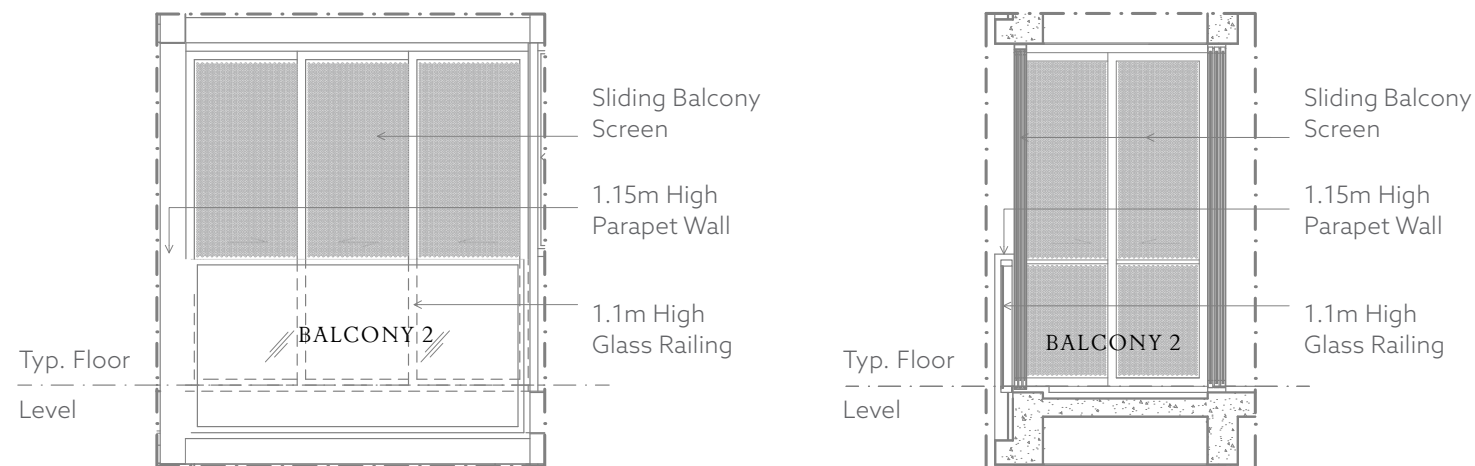 Sliding Balcony
Screen
1.15m High
Parapet Wall
1.1m High
Glass Railing
BALCONY 2
Typ. Floor
Level
Sliding Balcony
Screen
1.15m High
Parapet Wall
1.1m High
Glass Railing
BALCONY 2
Typ. Floor
Level